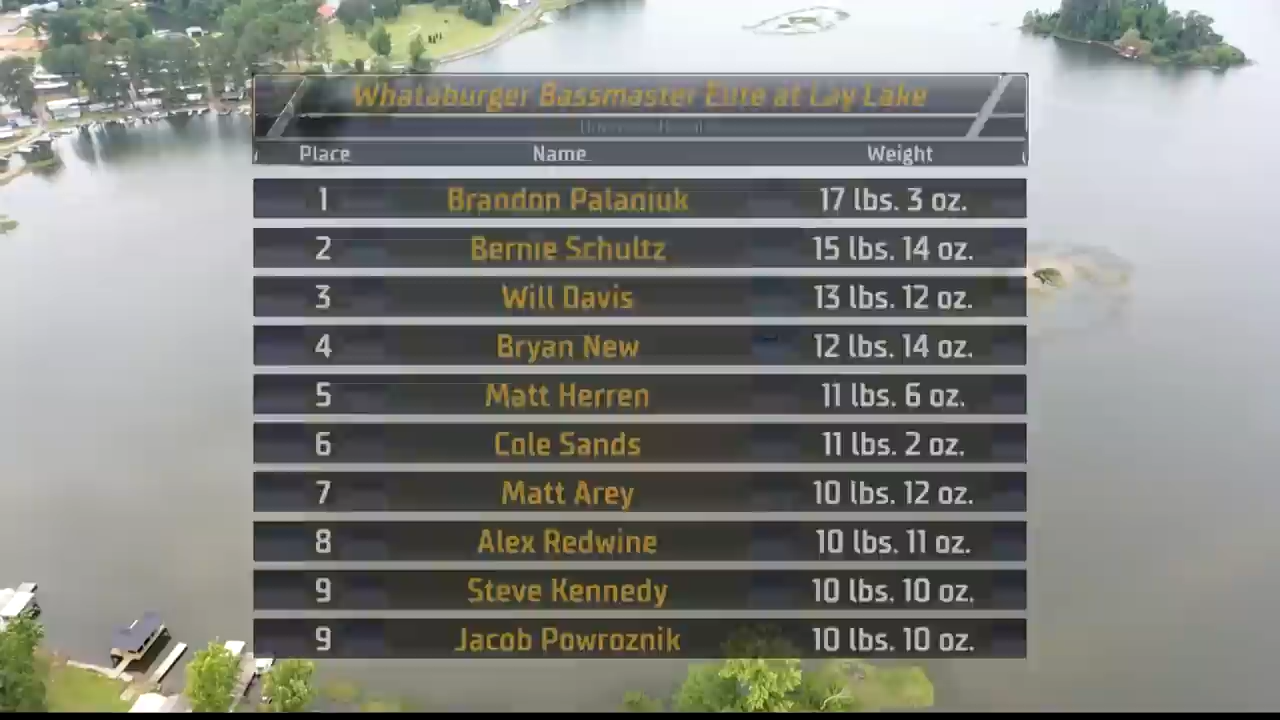 Whataburger Bassmaster Elite at Lay Lake
Place Name Weight
1 Brandon Palaniuk 17 lbs. 3 oz.
2 Bernie Schultz 15 lbs. 14 oz.
3 Will Davis 13 lbs. 12 oz.
4 Bryan New 12 lbs. 14 oz.
5 Matt Herren 11 lbs. 6 oz.
6 Cole Sands 11 lbs. 2 oz.
7 Matt Arey 10 lbs. 12 oz.
8 Alex Redwine 10 lbs. 11 oz.
9 Steve Kennedy 10 lbs. 10 oz.
9 Jacob Powroznik 10 lbs. 10 oz.